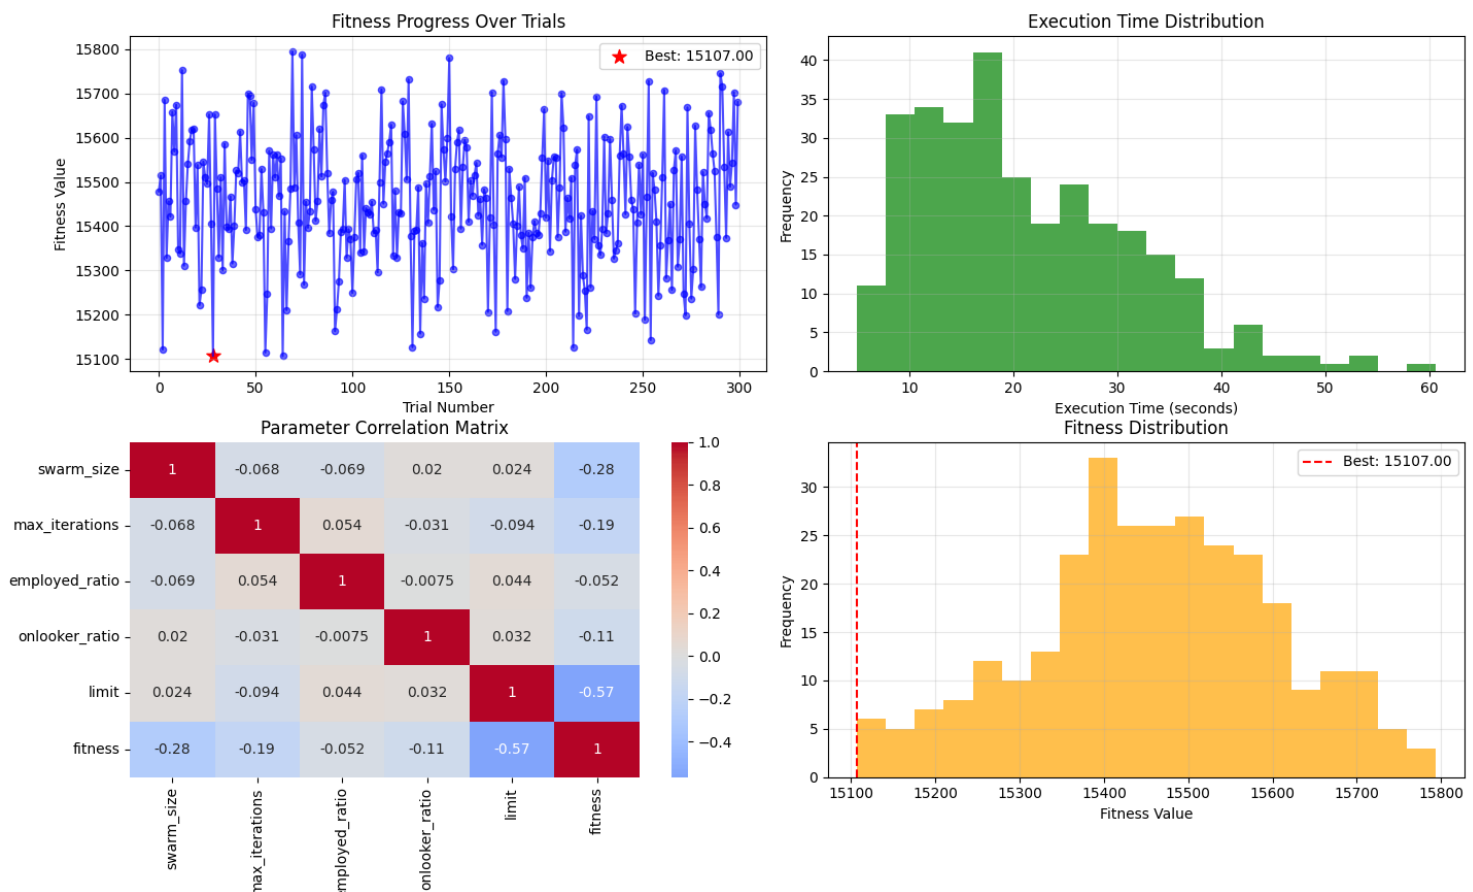 Fitness Progress Over Trials
Fitness Value
15800
15700
15600
15500
15400
15300
15200
15100
Best: 15107.00
0 50 100 150 200 250 300
Trial Number
Execution Time Distribution
Frequency
40
35
30
25
20
15
10
5
0
10 20 30 40 50 60
Execution Time (seconds)
Parameter Correlation Matrix
swarm_size 1 -0.068 -0.069 0.02 0.024 -0.28
max_iterations -0.068 1 0.054 -0.031 -0.094 -0.19
employed_ratio -0.069 0.054 1 -0.0075 0.044 -0.052
onlooker_ratio 0.02 -0.031 -0.0075 1 0.032 -0.11
limit 0.024 -0.094 0.044 0.032 1 -0.57
fitness -0.28 -0.19 -0.052 -0.11 -0.57 1
swarm_size
max_iterations
employed_ratio
onlooker_ratio
limit
fitness
1.0
0.8
0.6
0.4
0.2
0.0
−0.2
−0.4
Fitness Distribution
Frequency
30
25
20
15
10
5
0
Best: 15107.00
15100 15200 15300 15400 15500 15600 15700 15800
Fitness Value